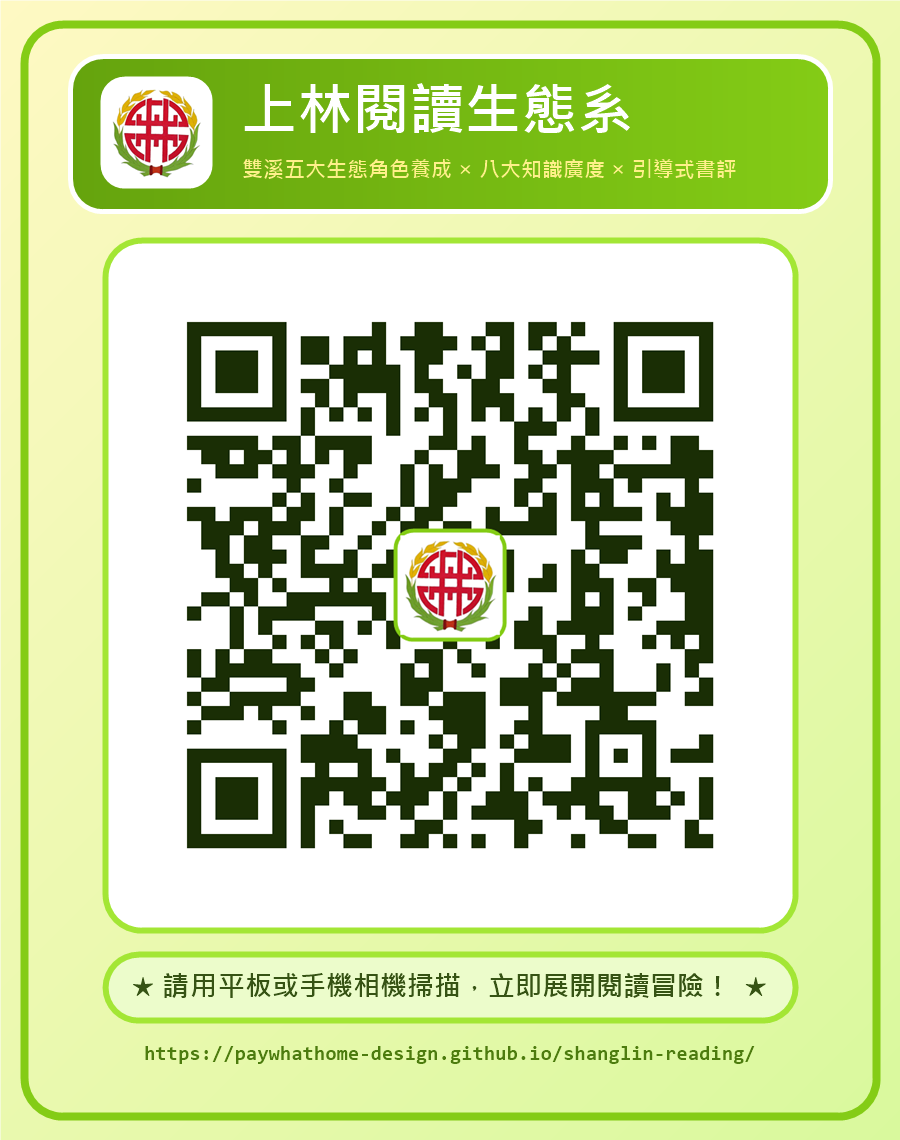 上林閱讀生態系
雙溪五大生態角色養成 × 八大知識廣度 × 引導式書評
★ 請用平板或手機相機掃描，立即展開閱讀冒險！ ★
https://paywhathome-design.github.io/shanglin-reading/